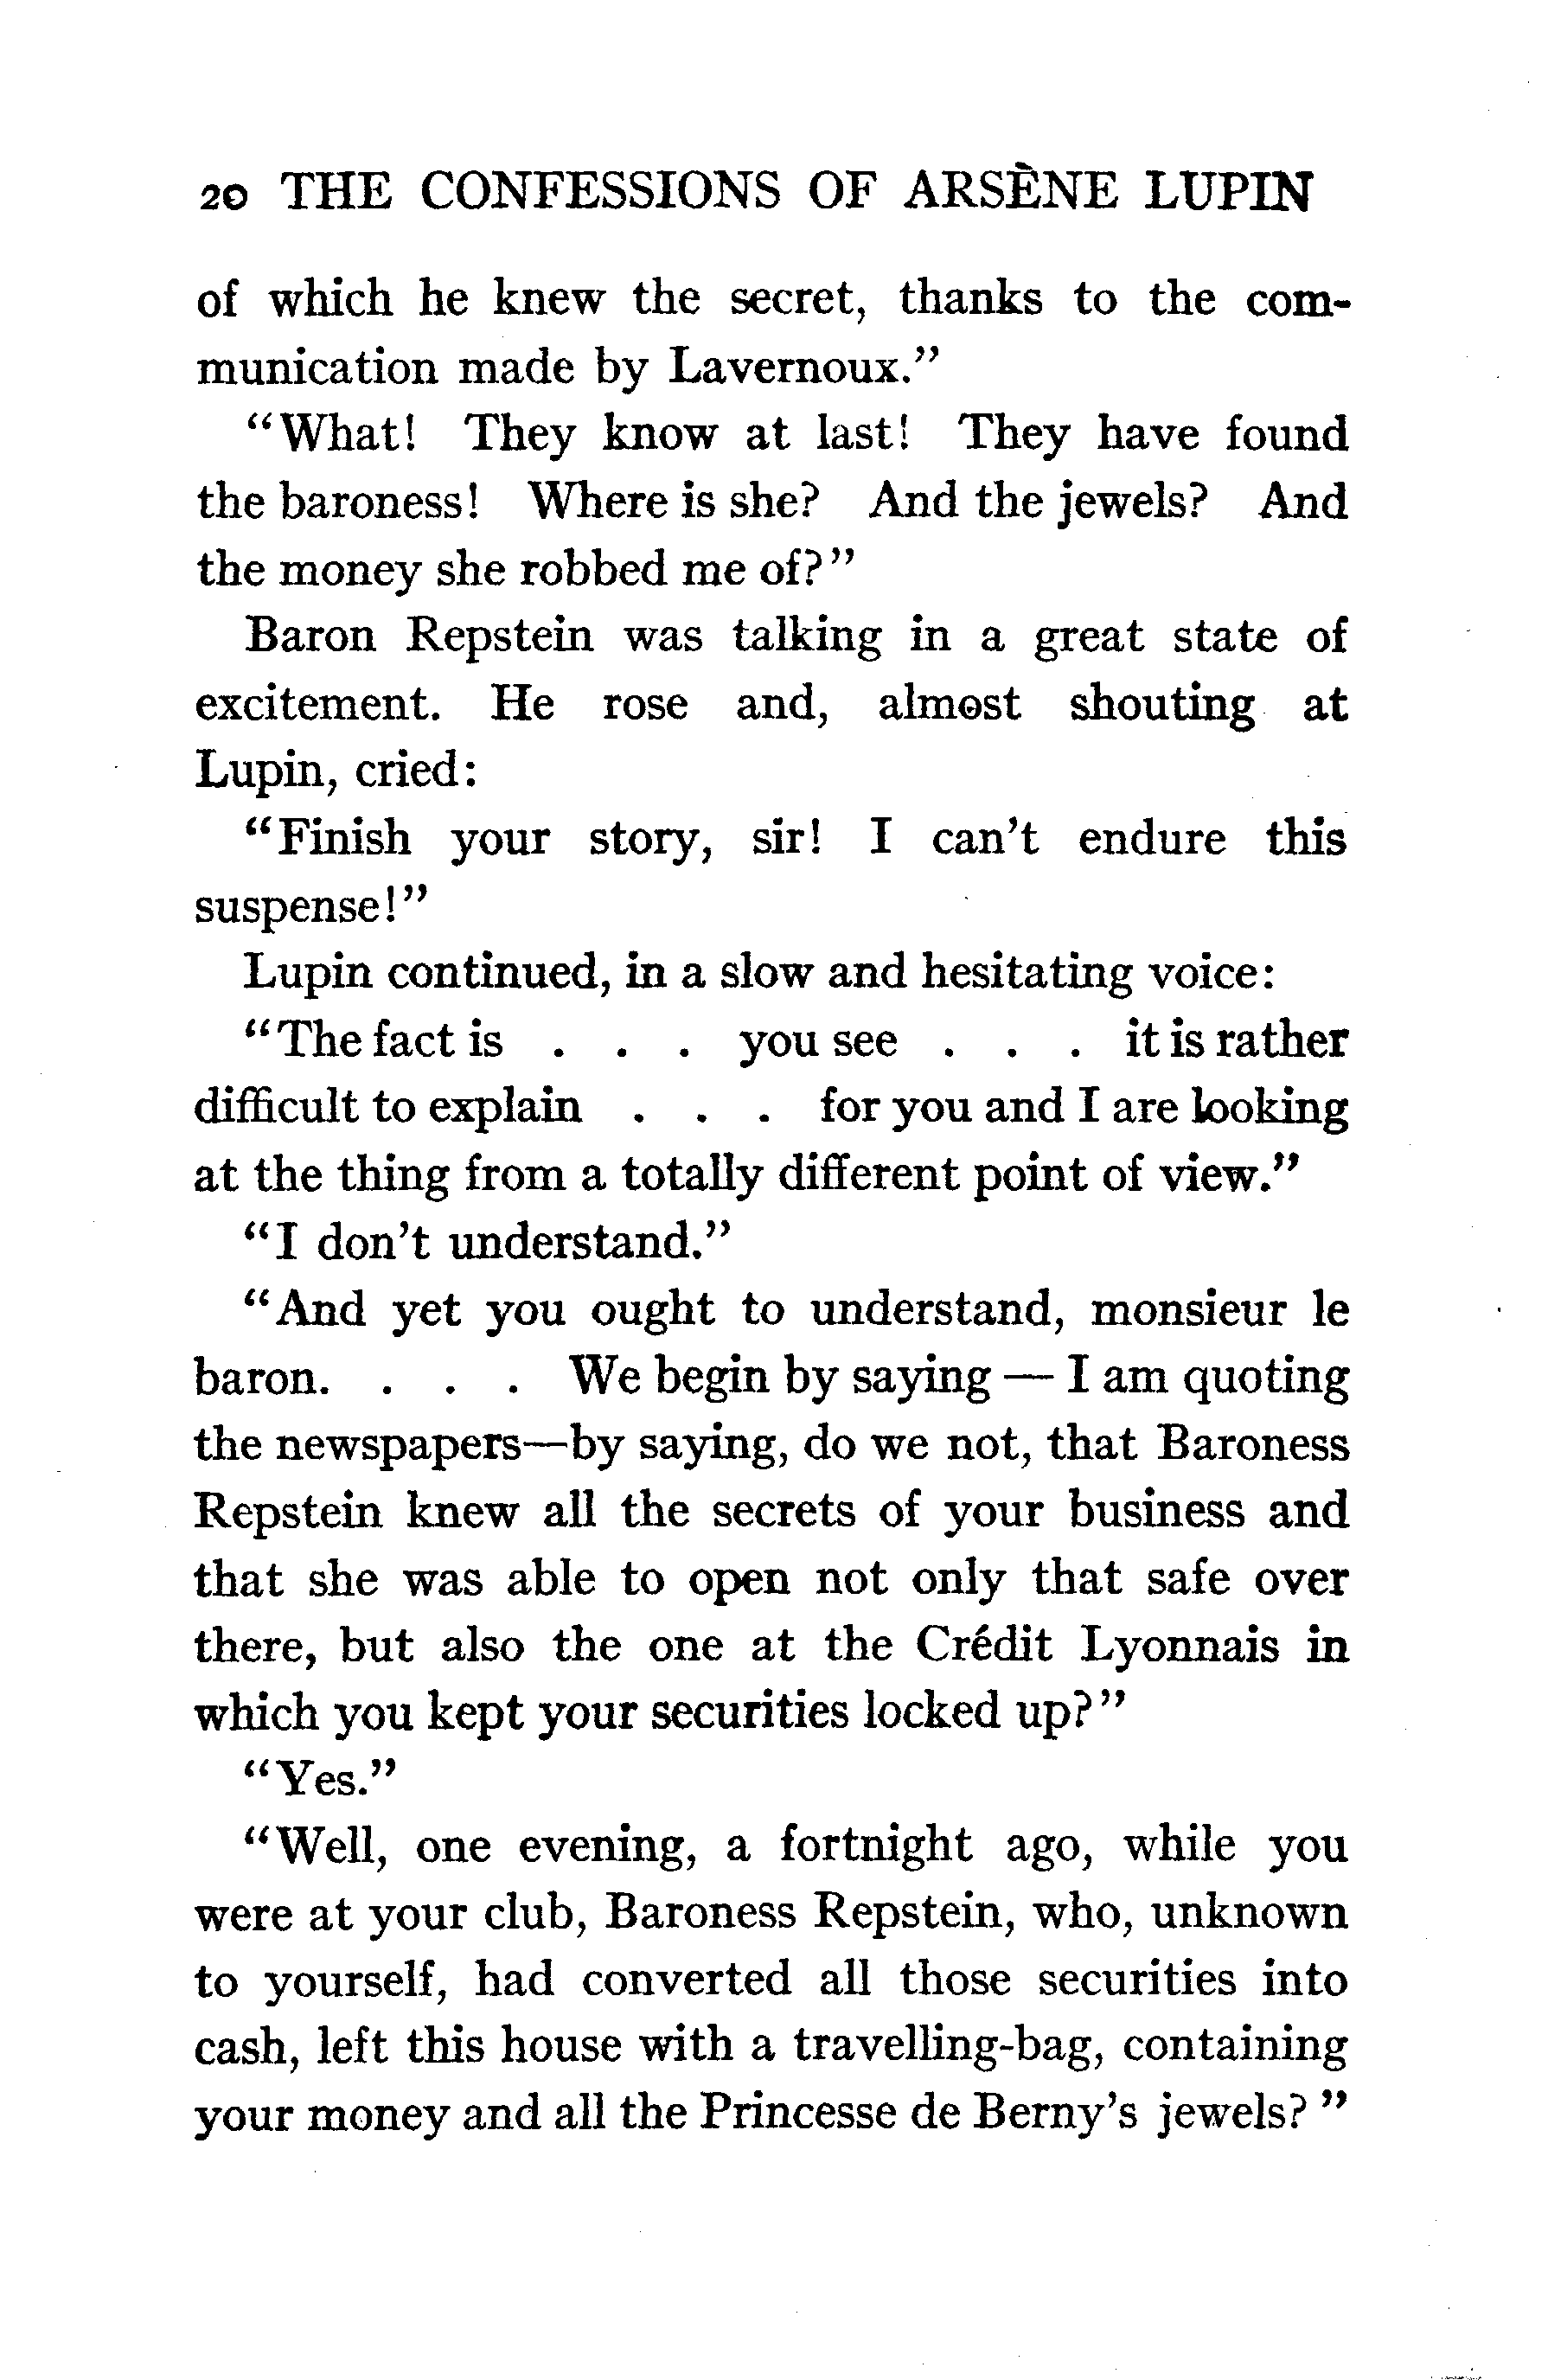 20 THE CONFESSIONS OF ARSÈNE LUPIN
of which he knew the secret, thanks to the com-
munication made by Lavernoux."
"What! They know at last! They have found
the baroness! Where is she? And the jewels? And
the money she robbed me of?"
Baron Repstein was talking in a great state of
excitement. He rose and, almost shouting at
Lupin, cried:
"Finish your story, sir! I can't endure this
suspense!"
Lupin continued, in a slow and hesitating voice:
"The fact is . . . you see . . . it is rather
difficult to explain . . . for you and I are looking
at the thing from a totally different point of view."
"I don't understand."
"And yet you ought to understand, monsieur le
baron. . . . We begin by saying — I am quoting
the newspapers—by saying, do we not, that Baroness
Repstein knew all the secrets of your business and
that she was able to open not only that safe over
there, but also the one at the Crédit Lyonnais in
which you kept your securities locked up?"
"Yes."
"Well, one evening, a fortnight ago, while you
were at your club, Baroness Repstein, who, unknown
to yourself, had converted all those securities into
cash, left this house with a travelling-bag, containing
your money and all the Princesse de Berny's jewels?"